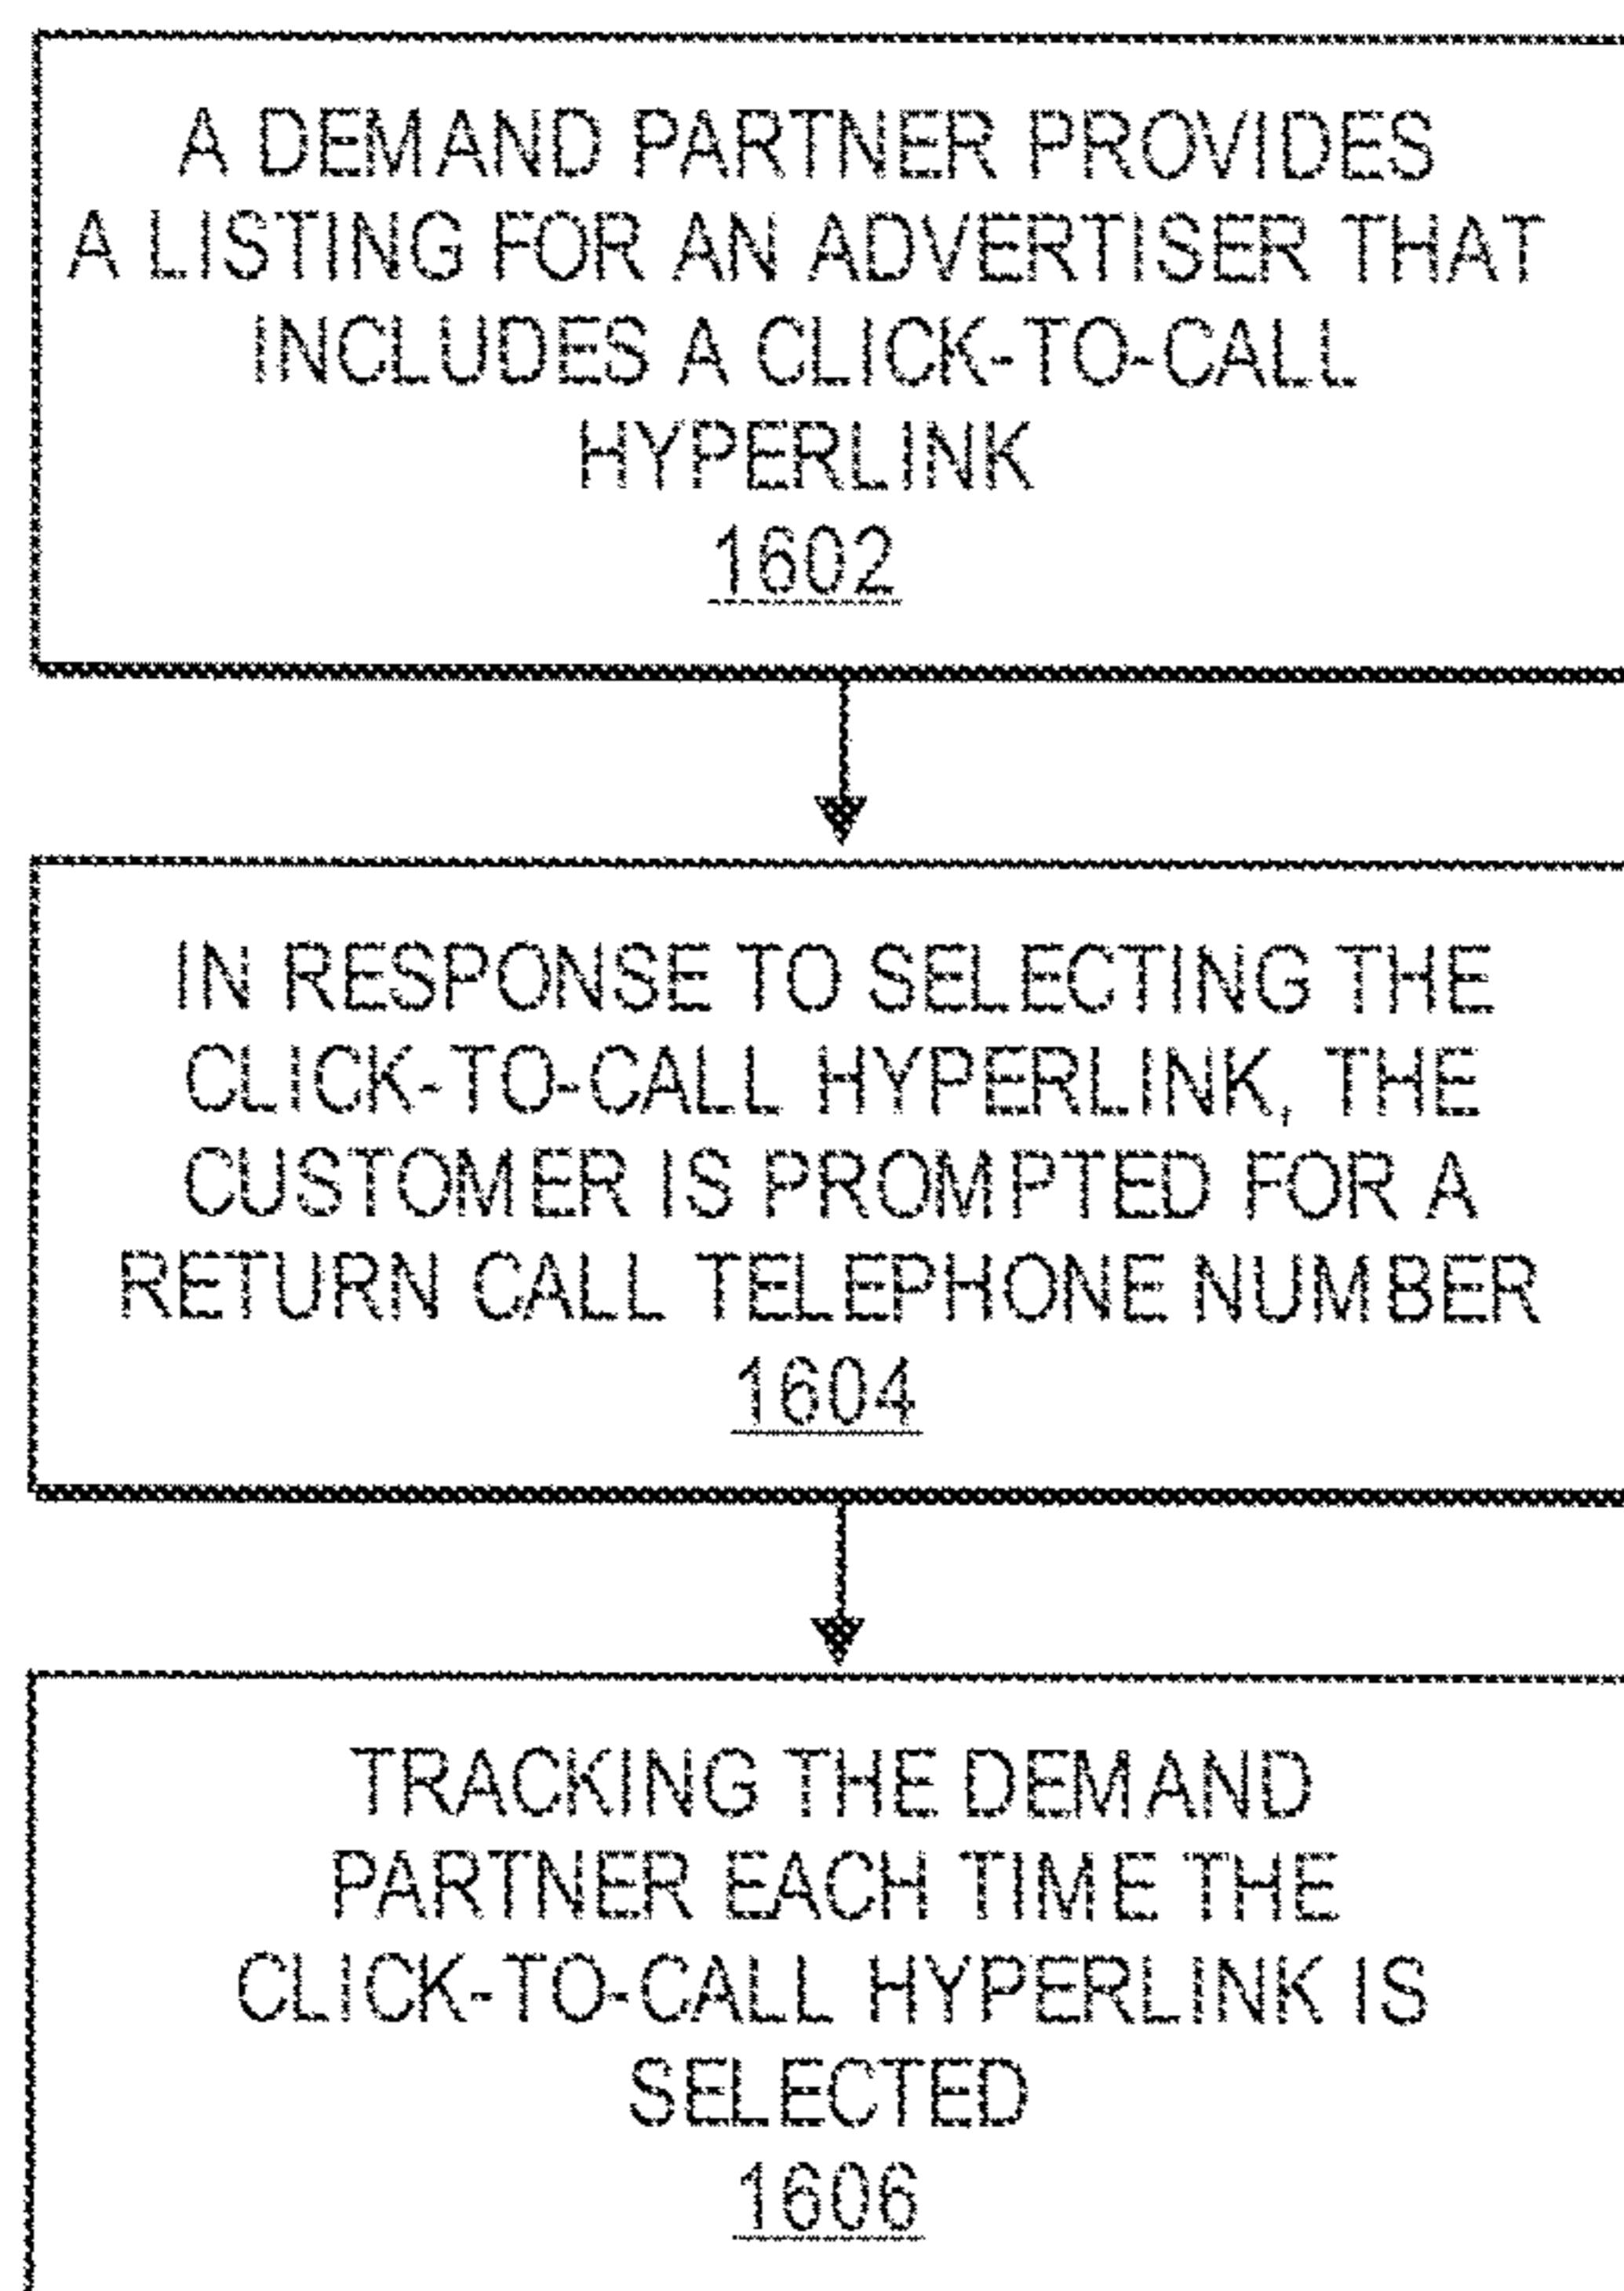 A DEMAND PARTNER PROVIDES
A LISTING FOR AN ADVERTISER THAT
INCLUDES A CLICK-TO-CALL
HYPERLINK
1602
IN RESPONSE TO SELECTING THE
CLICK-TO-CALL HYPERLINK, THE
CUSTOMER IS PROMPTED FOR A
RETURN CALL TELEPHONE NUMBER
1604
TRACKING THE DEMAND
PARTNER EACH TIME THE
CLICK-TO-CALL HYPERLINK IS
SELECTED
1606